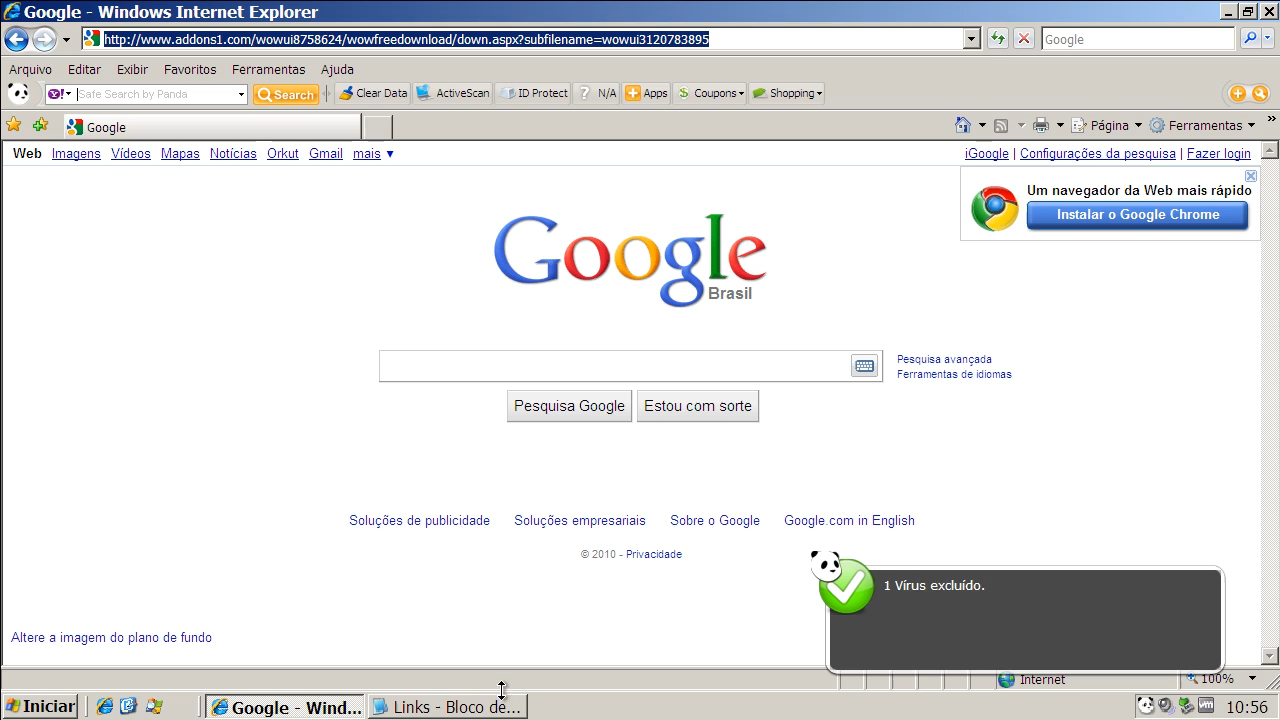 Google - Windows Internet Explorer
http://www.addons1.com/wowui8758624/wowfreedownload/down.aspx?subfilename=wowui3120783895
Google
Arquivo Editar Exibir Favoritos Ferramentas Ajuda
Y! Safe Search by Panda Search Clear Data ActiveScan ID Protect ? N/A Apps $ Coupons Shopping
Google
Página Ferramentas »
Web Imagens Vídeos Mapas Notícias Orkut Gmail mais ▼
iGoogle | Configurações da pesquisa | Fazer login
Um navegador da Web mais rápido
Instalar o Google Chrome
Google
Brasil
Pesquisa avançada
Ferramentas de idiomas
Pesquisa Google Estou com sorte
Soluções de publicidade Soluções empresariais Sobre o Google Google.com in English
© 2010 - Privacidade
1 Vírus excluído.
Altere a imagem do plano de fundo
Internet 100%
Iniciar Google - Wind... Links - Bloco de... 10:56